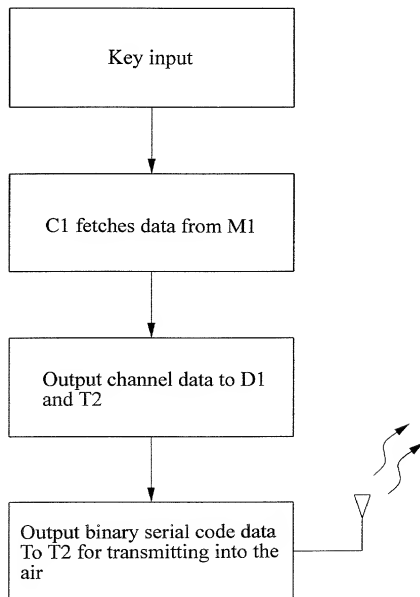 Key input
C1 fetches data from M1
Output channel data to D1
and T2
Output binary serial code data
To T2 for transmitting into the
air